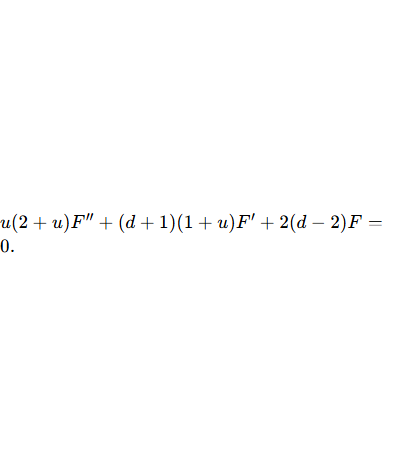 u(2 + u)F″ + (d + 1)(1 + u)F′ + 2(d − 2)F =
0.